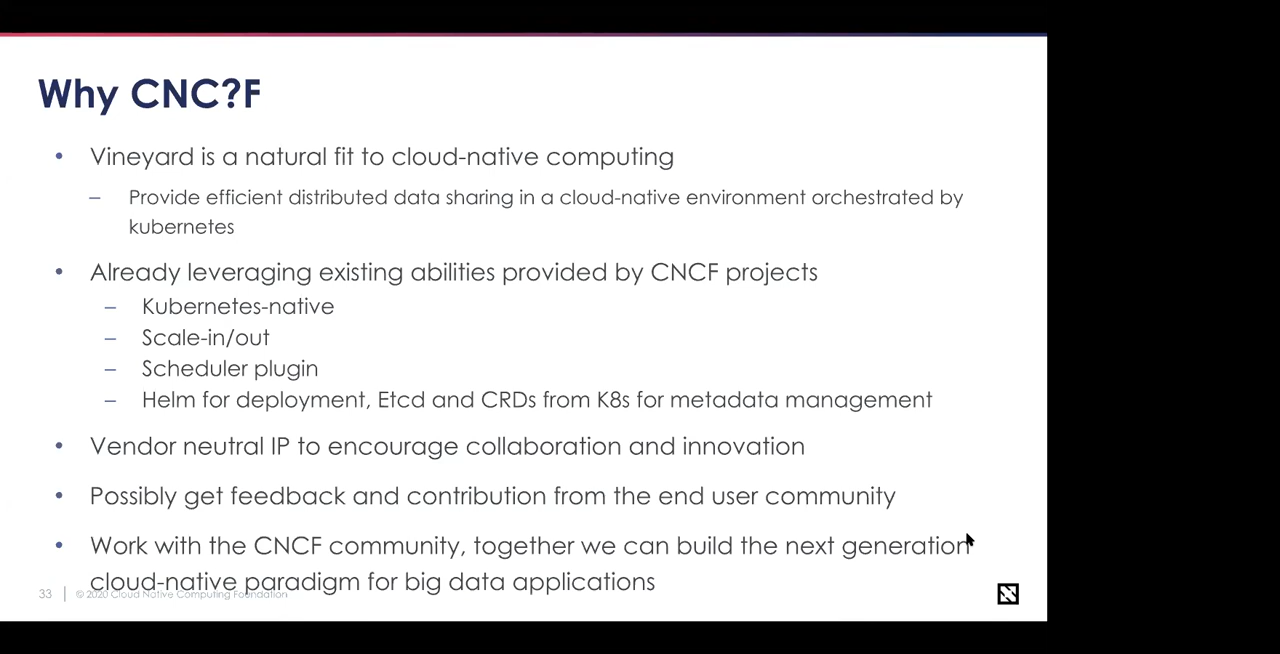 Why CNC?F
• Vineyard is a natural fit to cloud-native computing
– Provide efficient distributed data sharing in a cloud-native environment orchestrated by
kubernetes
• Already leveraging existing abilities provided by CNCF projects
– Kubernetes-native
– Scale-in/out
– Scheduler plugin
– Helm for deployment, Etcd and CRDs from K8s for metadata management
• Vendor neutral IP to encourage collaboration and innovation
• Possibly get feedback and contribution from the end user community
• Work with the CNCF community, together we can build the next generation
cloud-native paradigm for big data applications
33 | © 2020 Cloud Native Computing Foundation